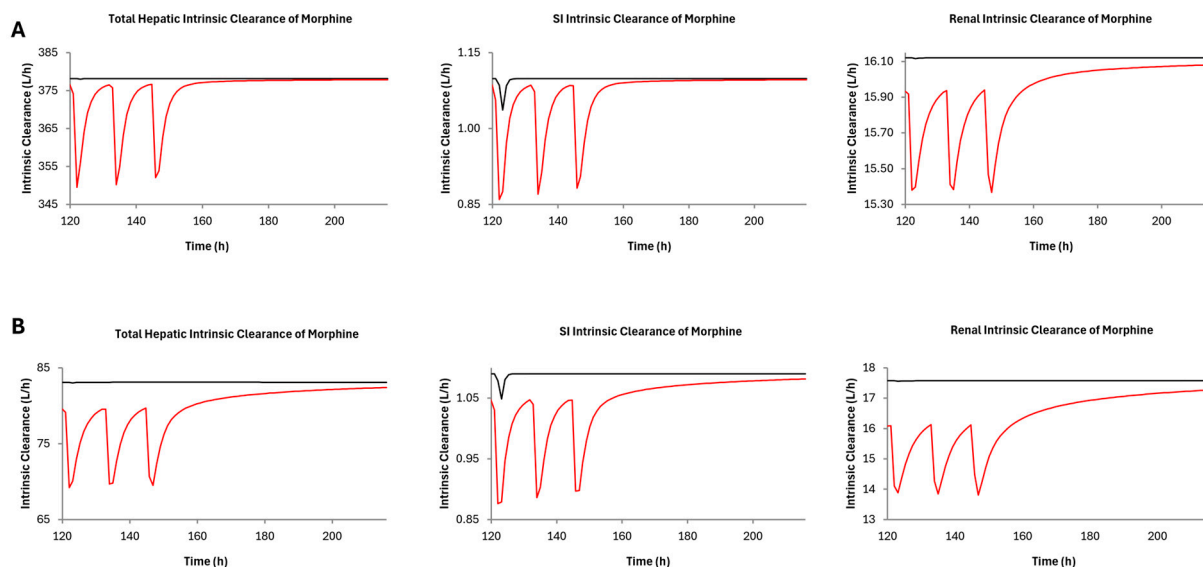 A
Total Hepatic Intrinsic Clearance of Morphine
Intrinsic Clearance (L/h)
385
375
365
355
345
120 140 160 180 200
Time (h)
SI Intrinsic Clearance of Morphine
Intrinsic Clearance (L/h)
1.15
1.00
0.85
120 140 160 180 200
Time (h)
Renal Intrinsic Clearance of Morphine
Intrinsic Clearance (L/h)
16.10
15.90
15.70
15.50
15.30
120 140 160 180 200
Time (h)
B
Total Hepatic Intrinsic Clearance of Morphine
Intrinsic Clearance (L/h)
85
75
65
120 140 160 180 200
Time (h)
SI Intrinsic Clearance of Morphine
Intrinsic Clearance (L/h)
1.05
0.95
0.85
120 140 160 180 200
Time (h)
Renal Intrinsic Clearance of Morphine
Intrinsic Clearance (L/h)
18
17
16
15
14
13
120 140 160 180 200
Time (h)